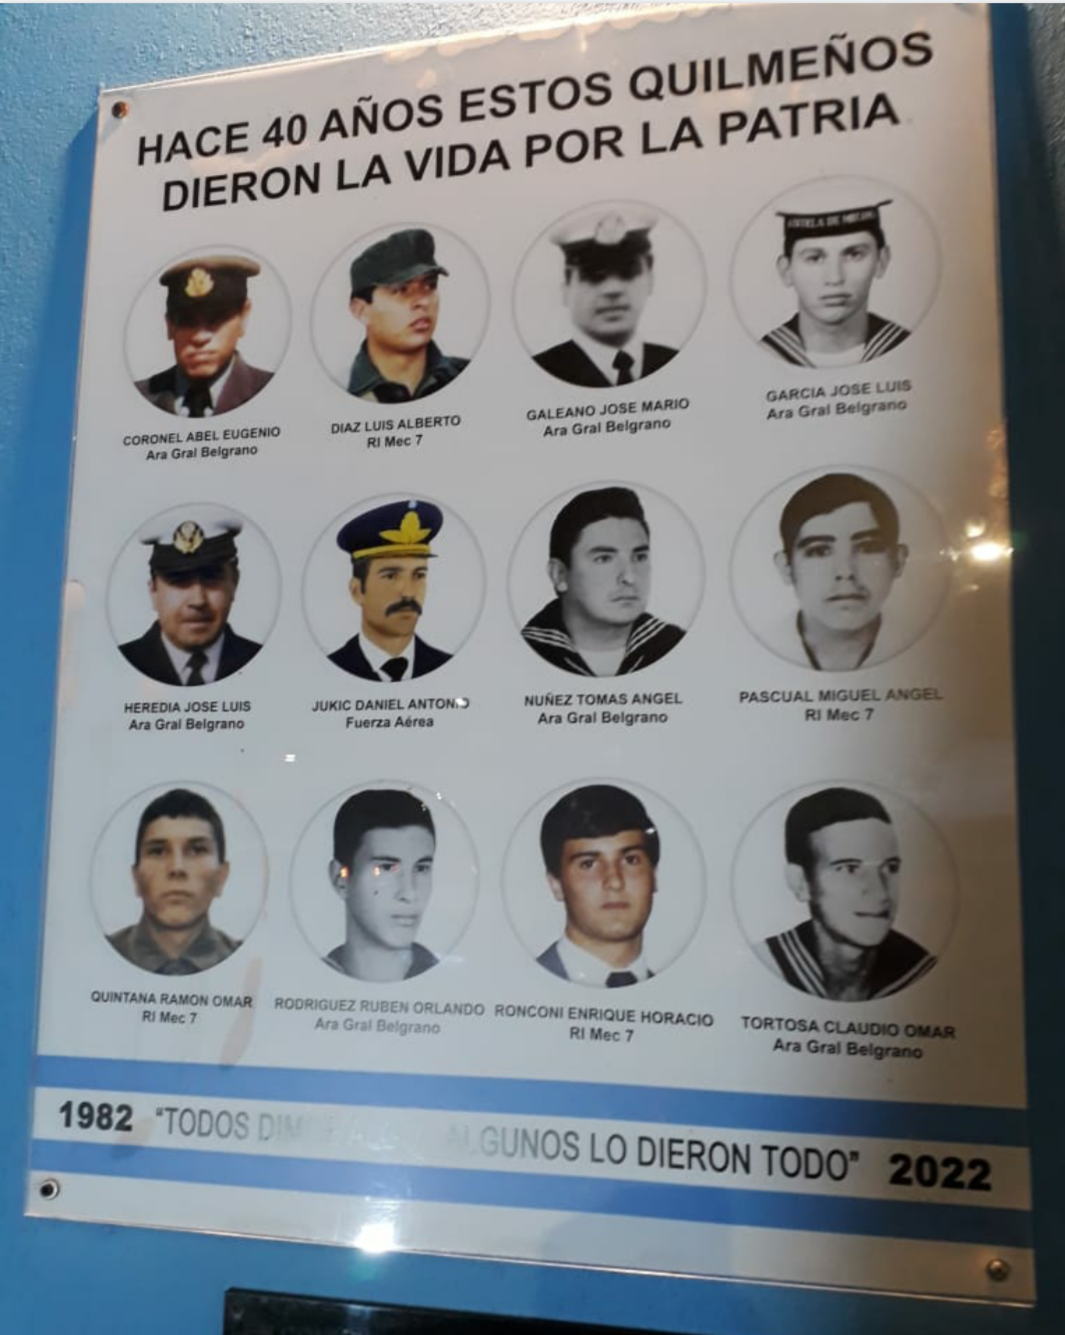 HACE 40 AÑOS ESTOS QUILMEÑOS
DIERON LA VIDA POR LA PATRIA
CORONEL ABEL EUGENIO
Ara Gral Belgrano
DIAZ LUIS ALBERTO
RI Mec 7
GALEANO JOSE MARIO
Ara Gral Belgrano
GARCIA JOSE LUIS
Ara Gral Belgrano
HEREDIA JOSE LUIS
Ara Gral Belgrano
JUKIC DANIEL ANTONIO
Fuerza Aérea
NUÑEZ TOMAS ANGEL
Ara Gral Belgrano
PASCUAL MIGUEL ANGEL
RI Mec 7
QUINTANA RAMON OMAR
RI Mec 7
RODRIGUEZ RUBEN ORLANDO
Ara Gral Belgrano
RONCONI ENRIQUE HORACIO
RI Mec 7
TORTOSA CLAUDIO OMAR
Ara Gral Belgrano
1982 "TODOS ALGUNOS LO DIERON TODO" 2022